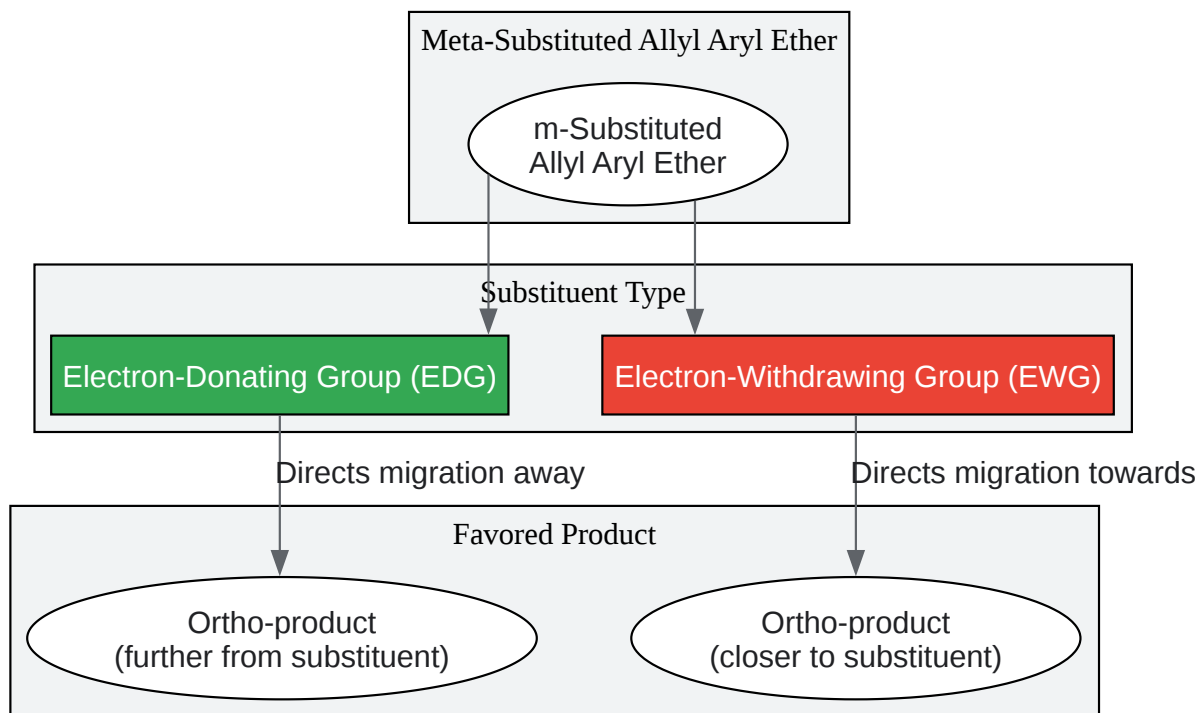 Meta-Substituted Allyl Aryl Ether
m-Substituted
Allyl Aryl Ether
Substituent Type
Electron-Donating Group (EDG)
Electron-Withdrawing Group (EWG)
Directs migration away
Directs migration towards
Favored Product
Ortho-product
(further from substituent)
Ortho-product
(closer to substituent)